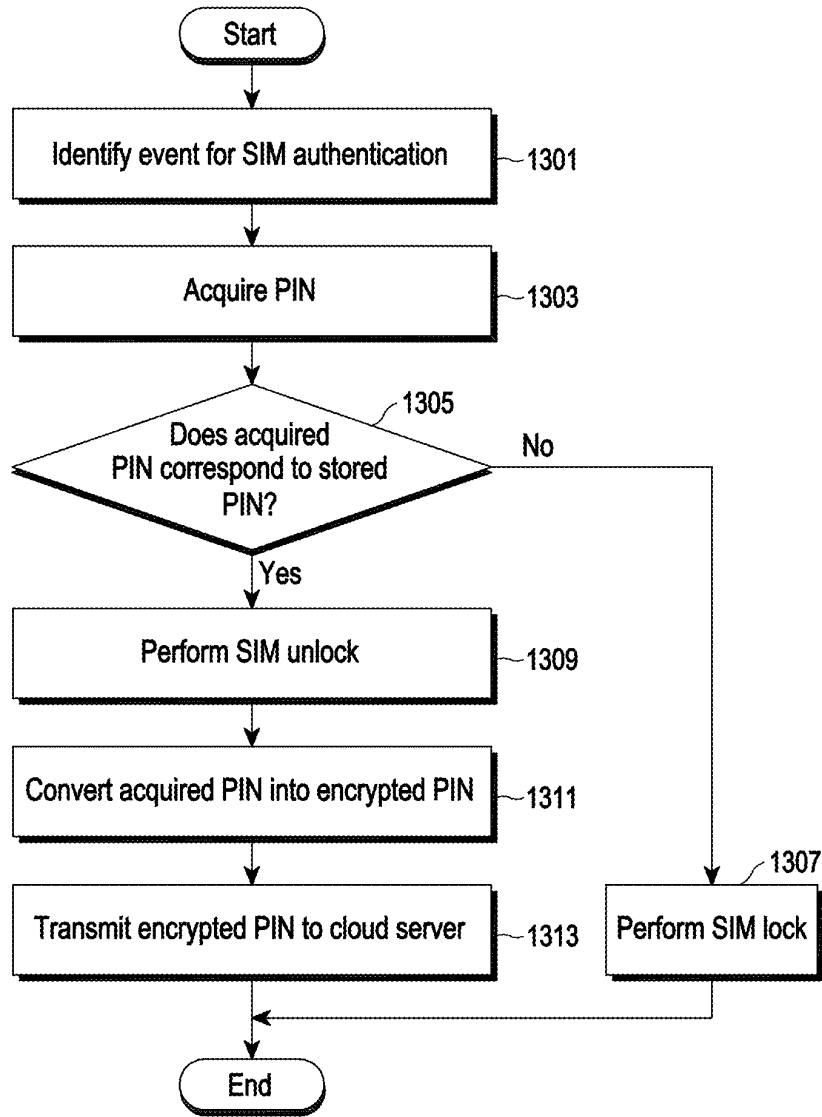 Start
Identify event for SIM authentication
1301
Acquire PIN
1303
1305
Does acquired
PIN correspond to stored
PIN?
No
Yes
Perform SIM unlock
1309
Convert acquired PIN into encrypted PIN
1311
1307
Transmit encrypted PIN to cloud server
1313
Perform SIM lock
End